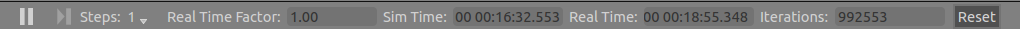 Steps: 1 Real Time Factor: 1.00 Sim Time: 00 00:16:32.553 Real Time: 00 00:18:55.348 Iterations: 992553 Reset